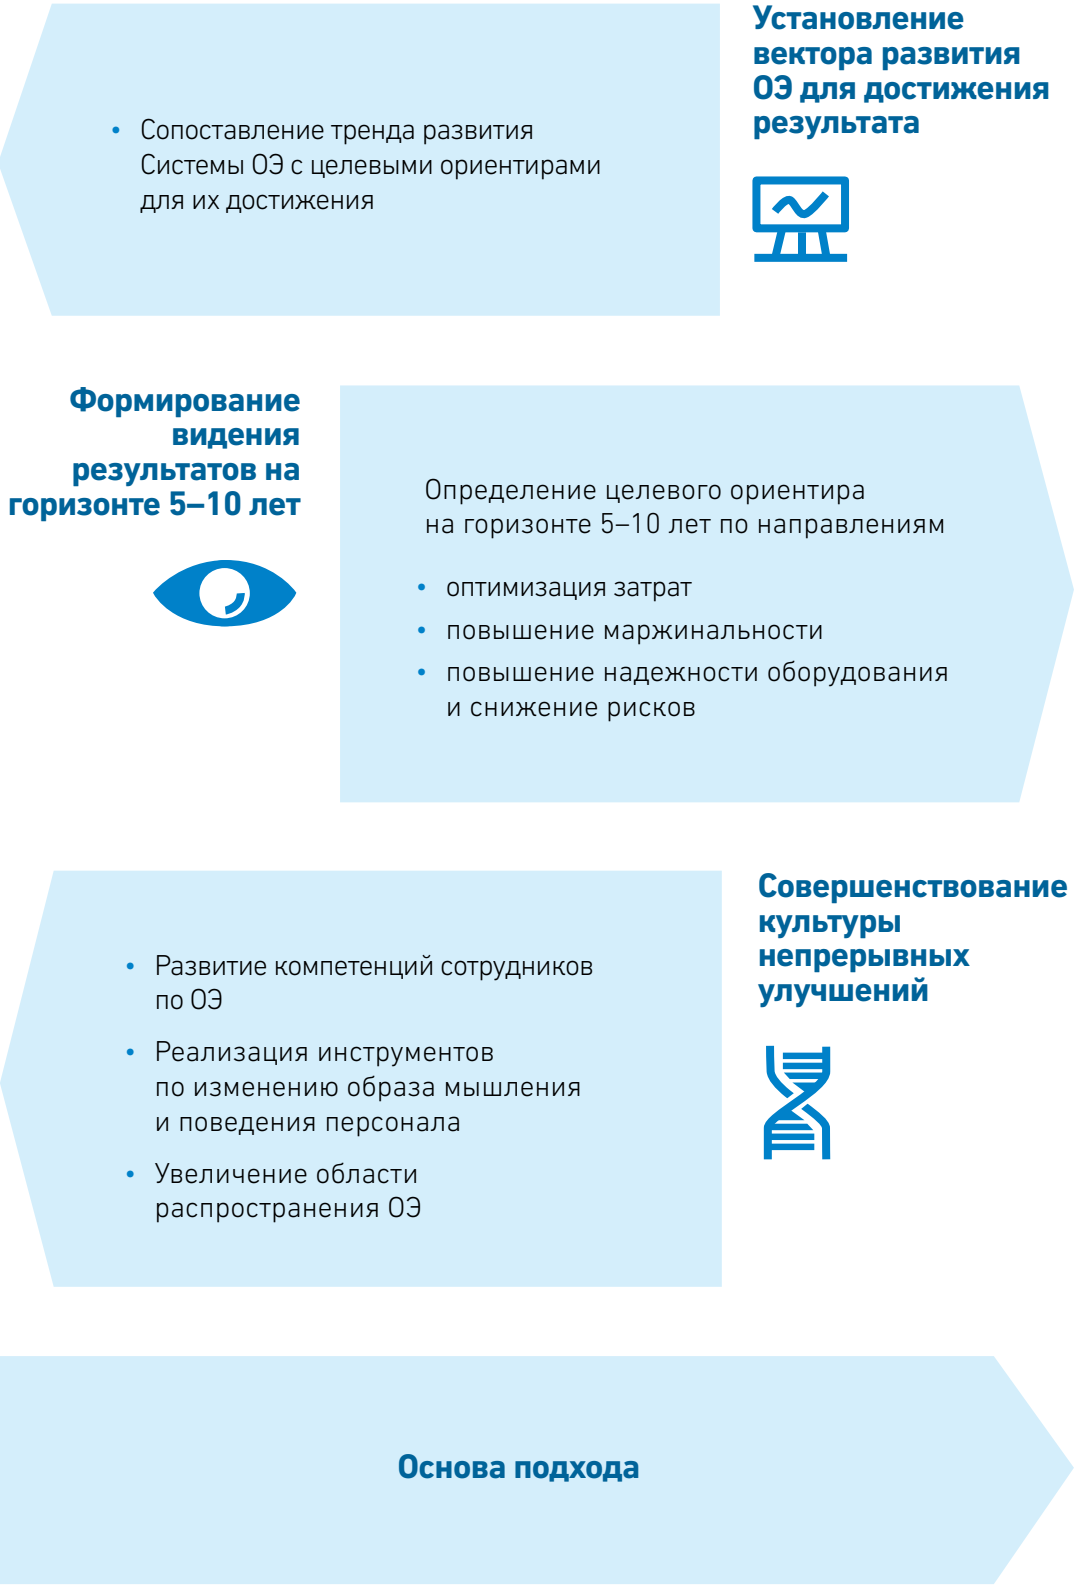 Установление
вектора развития
ОЭ для достижения
результата
• Сопоставление тренда развития
Системы ОЭ с целевыми ориентирами
для их достижения
Формирование
видения
результатов на
горизонте 5–10 лет
Определение целевого ориентира
на горизонте 5–10 лет по направлениям
• оптимизация затрат
• повышение маржинальности
• повышение надежности оборудования
и снижение рисков
Совершенствование
культуры
непрерывных
улучшений
• Развитие компетенций сотрудников
по ОЭ
• Реализация инструментов
по изменению образа мышления
и поведения персонала
• Увеличение области
распространения ОЭ
Основа подхода